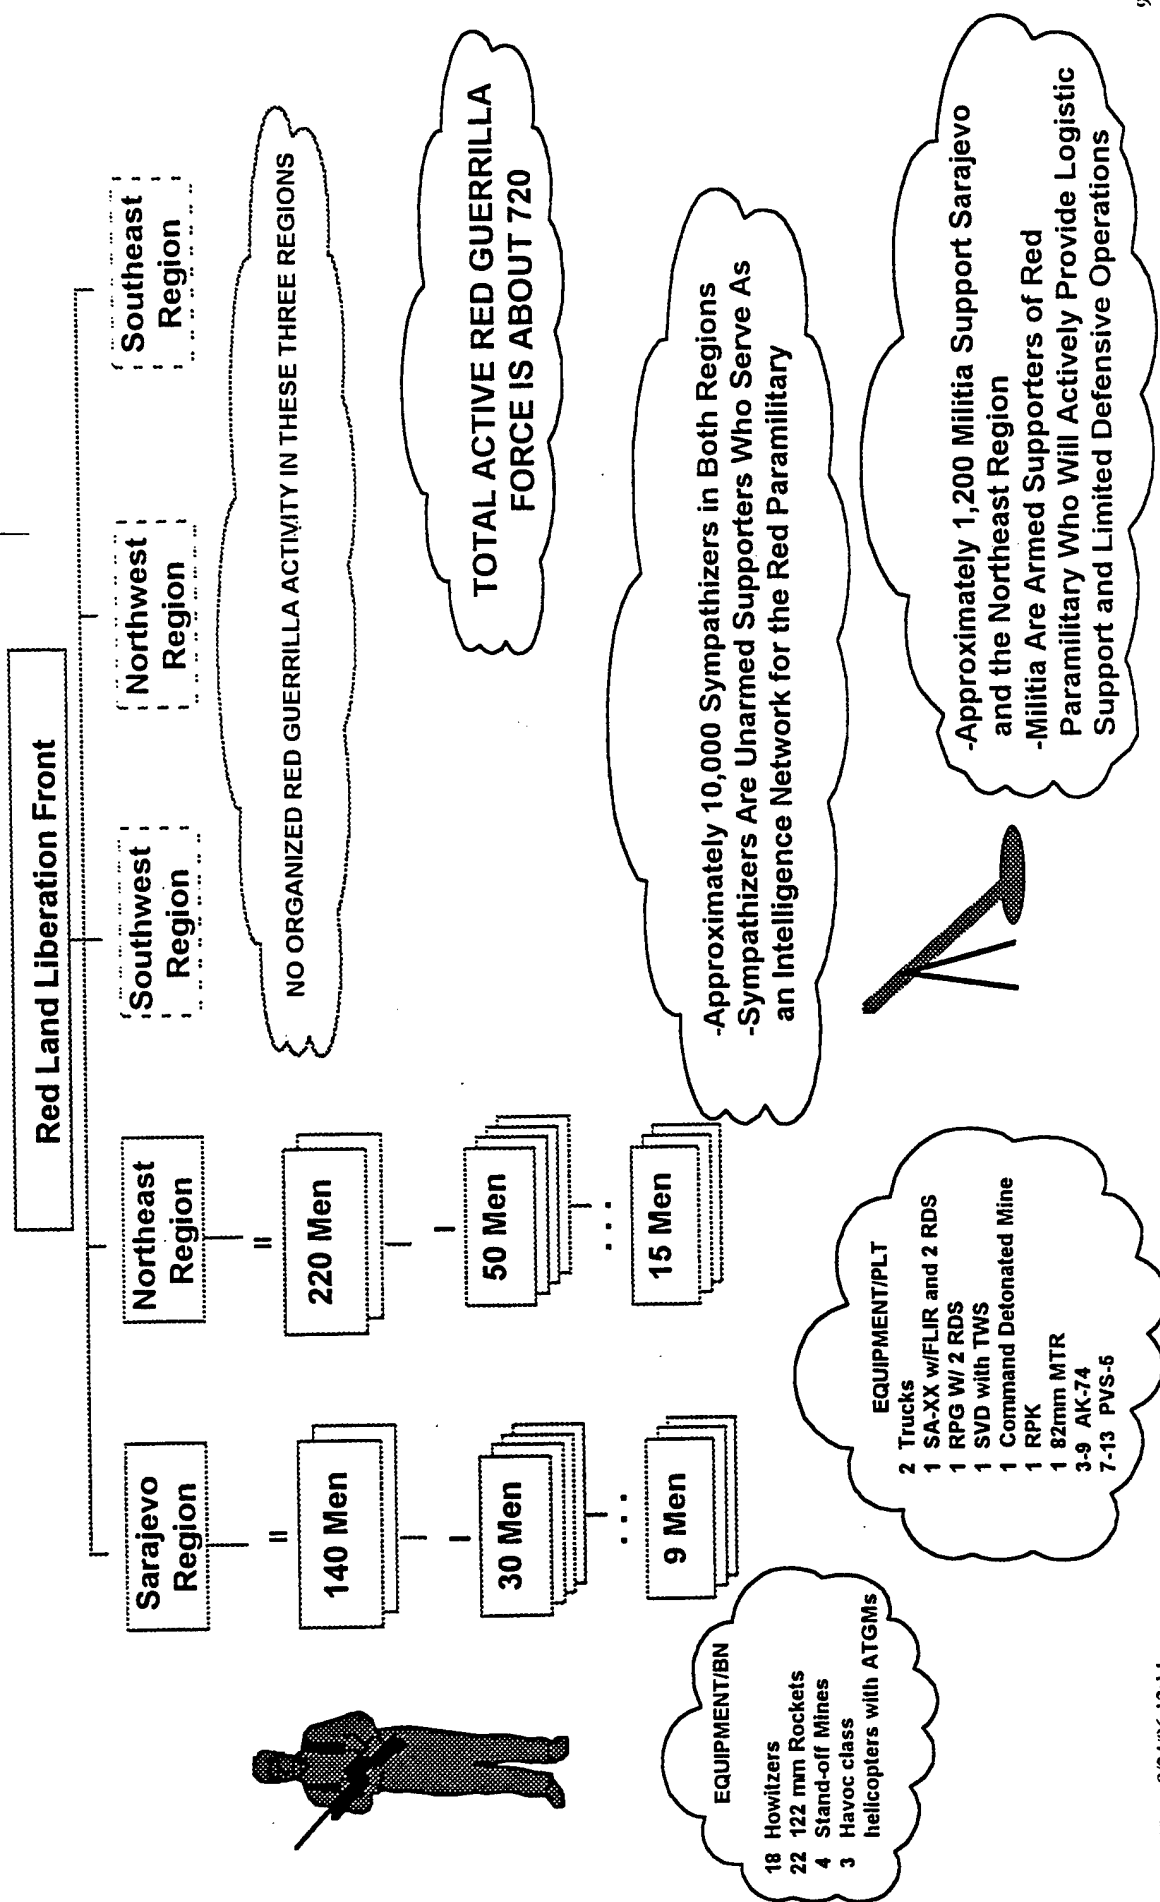 Red Land Liberation Front
Sarajevo
Region
Northeast
Region
Southwest
Region
Northwest
Region
Southeast
Region
NO ORGANIZED RED GUERRILLA ACTIVITY IN THESE THREE REGIONS
140 Men
220 Men
TOTAL ACTIVE RED GUERRILLA
FORCE IS ABOUT 720
30 Men
50 Men
9 Men
15 Men
-Approximately 10,000 Sympathizers in Both Regions
-Sympathizers Are Unarmed Supporters Who Serve As
an Intelligence Network for the Red Paramilitary
EQUIPMENT/BN
18 Howitzers
22 122 mm Rockets
4 Stand-off Mines
3 Havoc class
helicopters with ATGMs
EQUIPMENT/PLT
2 Trucks
1 SA-XX w/FLIR and 2 RDS
1 RPG W/ 2 RDS
1 SVD with TWS
1 Command Detonated Mine
1 RPK
1 82mm MTR
3-9 AK-74
7-13 PVS-5
-Approximately 1,200 Militia Support Sarajevo
and the Northeast Region
-Militia Are Armed Supporters of Red
Paramilitary Who Will Actively Provide Logistic
Support and Limited Defensive Operations